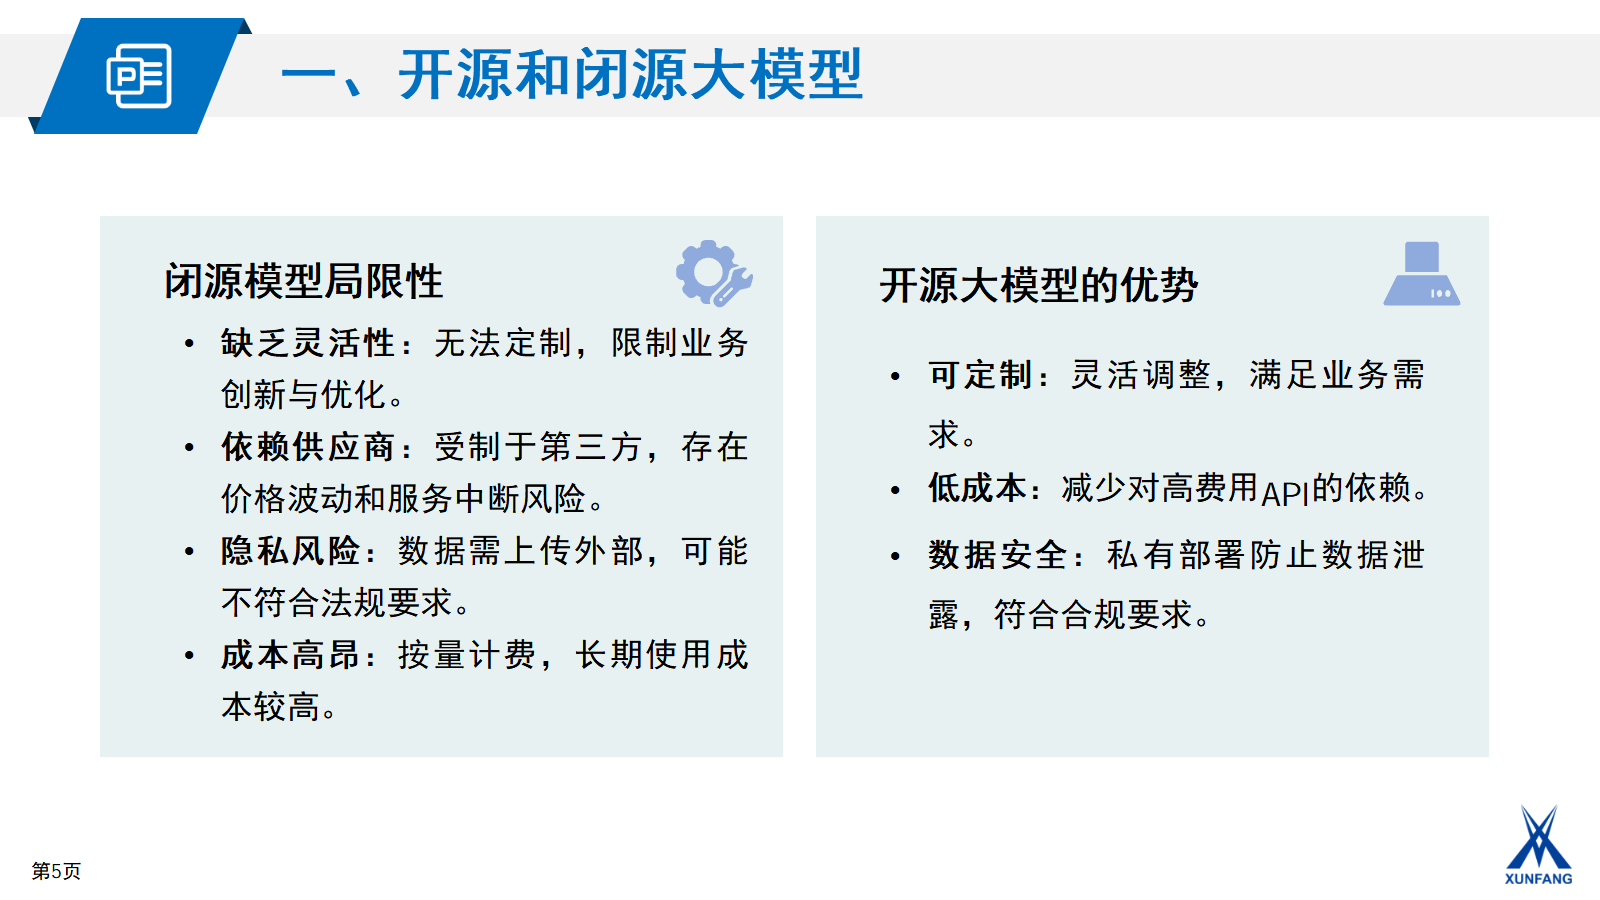 一、开源和闭源大模型
闭源模型局限性
• 缺乏灵活性：无法定制，限制业务
创新与优化。
• 依赖供应商：受制于第三方，存在
价格波动和服务中断风险。
• 隐私风险：数据需上传外部，可能
不符合法规要求。
• 成本高昂：按量计费，长期使用成
本较高。
开源大模型的优势
• 可定制：灵活调整，满足业务需
求。
• 低成本：减少对高费用API的依赖。
• 数据安全：私有部署防止数据泄
露，符合合规要求。
第5页
XUNFANG